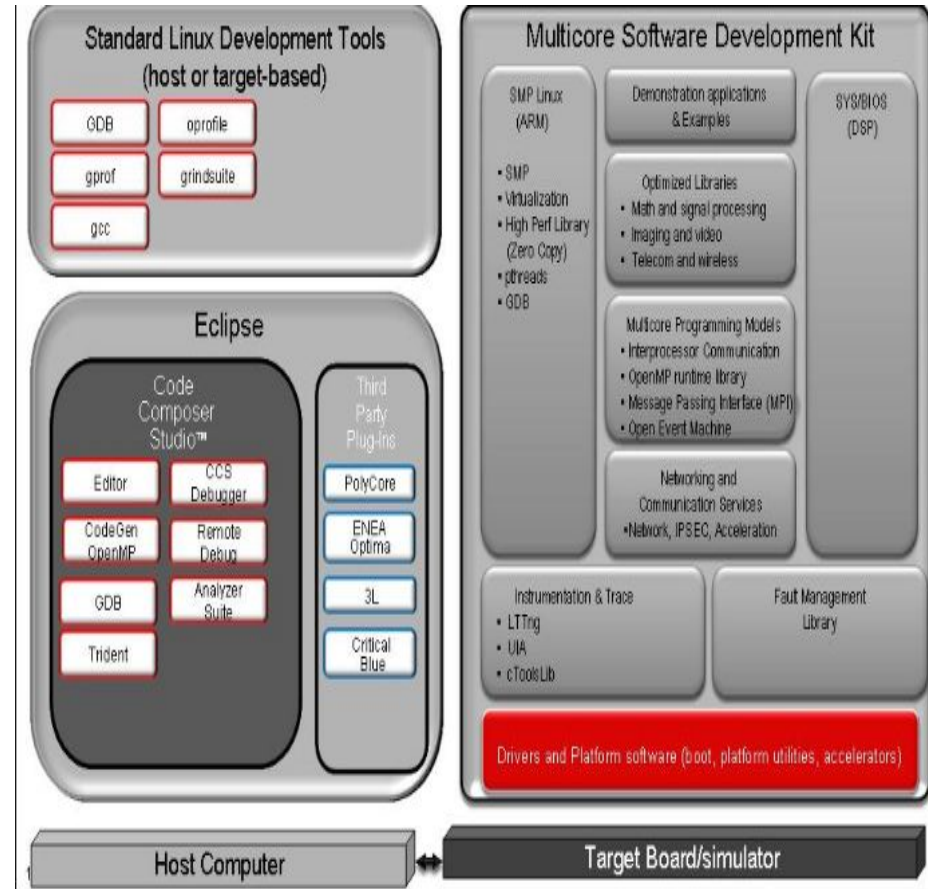 Standard Linux Development Tools
(host or target-based)
GDB
oprofile
gprof
grindsuite
gcc
Eclipse
Code
Composer
Studio™
Editor
CCS
Debugger
CodeGen
OpenMP
Remote
Debug
GDB
Analyzer
Suite
Trident
Third
Party
Plug-Ins
PolyCore
ENEA
Optima
3L
Critical
Blue
Host Computer
Multicore Software Development Kit
SMP Linux
(ARM)
• SMP
• Virtualization
• High Perf Library
(Zero Copy)
• pthreads
• GDB
Demonstration applications
& Examples
Optimized Libraries
• Math and signal processing
• Imaging and video
• Telecom and wireless
Multicore Programming Models
• Interprocessor Communication
• OpenMP runtime library
• Message Passing Interface (MPI)
• Open Event Machine
Networking and
Communication Services
•Network, IPSEC, Acceleration
SYS/BIOS
(DSP)
Instrumentation & Trace
• LTTng
• UIA
• cToolsLib
Fault Management
Library
Drivers and Platform software (boot, platform utilities, accelerators)
Target Board/simulator